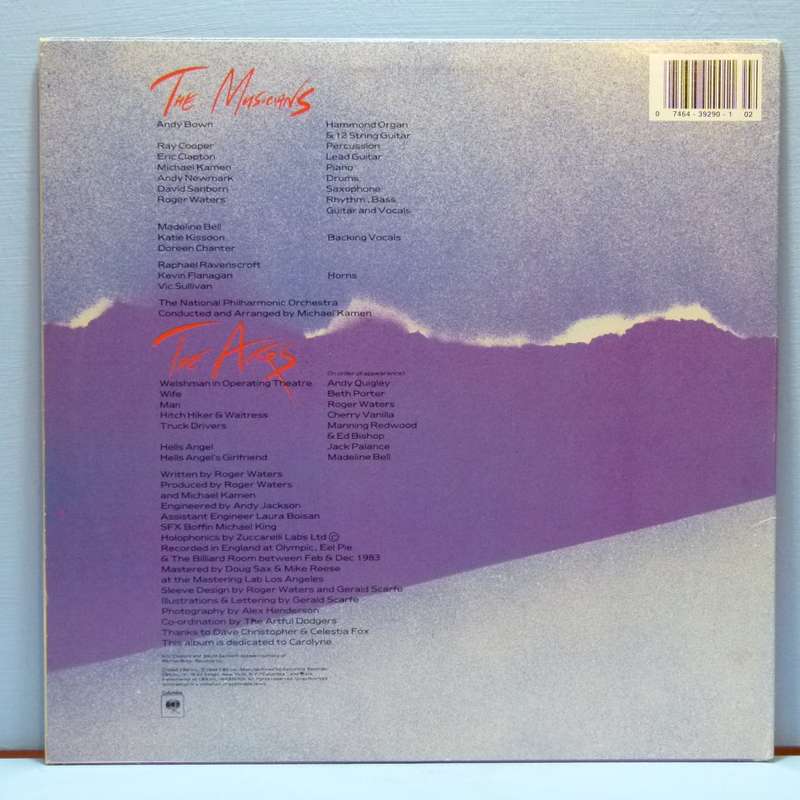 The Musicians
0 7464-39290-1 02
Andy Bown Hammond Organ
& 12 String Guitar
Ray Cooper Percussion
Eric Clapton Lead Guitar
Michael Kamen Piano
Andy Newmark Drums
David Sanborn Saxophone
Roger Waters Rhythm, Bass
Guitar and Vocals
Madeline Bell
Katie Kissoon Backing Vocals
Doreen Chanter
Raphael Ravenscroft
Kevin Flanagan Horns
Vic Sullivan
The National Philharmonic Orchestra
Conducted and Arranged by Michael Kamen
The
(in order of appearance)
Welshman in Operating Theatre Andy Quigley
Wife Beth Porter
Man Roger Waters
Hitch Hiker & Waitress Cherry Vanilla
Truck Drivers Manning Redwood
& Ed Bishop
Hells Angel Jack Palance
Hells Angel's Girlfriend Madeline Bell
Written by Roger Waters
Produced by Roger Waters
and Michael Kamen
Engineered by Andy Jackson
Assistant Engineer Laura Boisan
SFX Boffin Michael King
Holophonics by Zuccarelli Labs Ltd ©
Recorded in England at Olympic, Eel Pie
& The Billiard Room between Feb & Dec 1983
Mastered by Doug Sax & Mike Reese
at the Mastering Lab Los Angeles
Sleeve Design by Roger Waters and Gerald Scarfe
Illustrations & Lettering by Gerald Scarfe
Photography by Alex Henderson
Co-ordination by The Artful Dodgers
Thanks to Dave Christopher & Celestia Fox
This album is dedicated to Carolyne.
Columbia